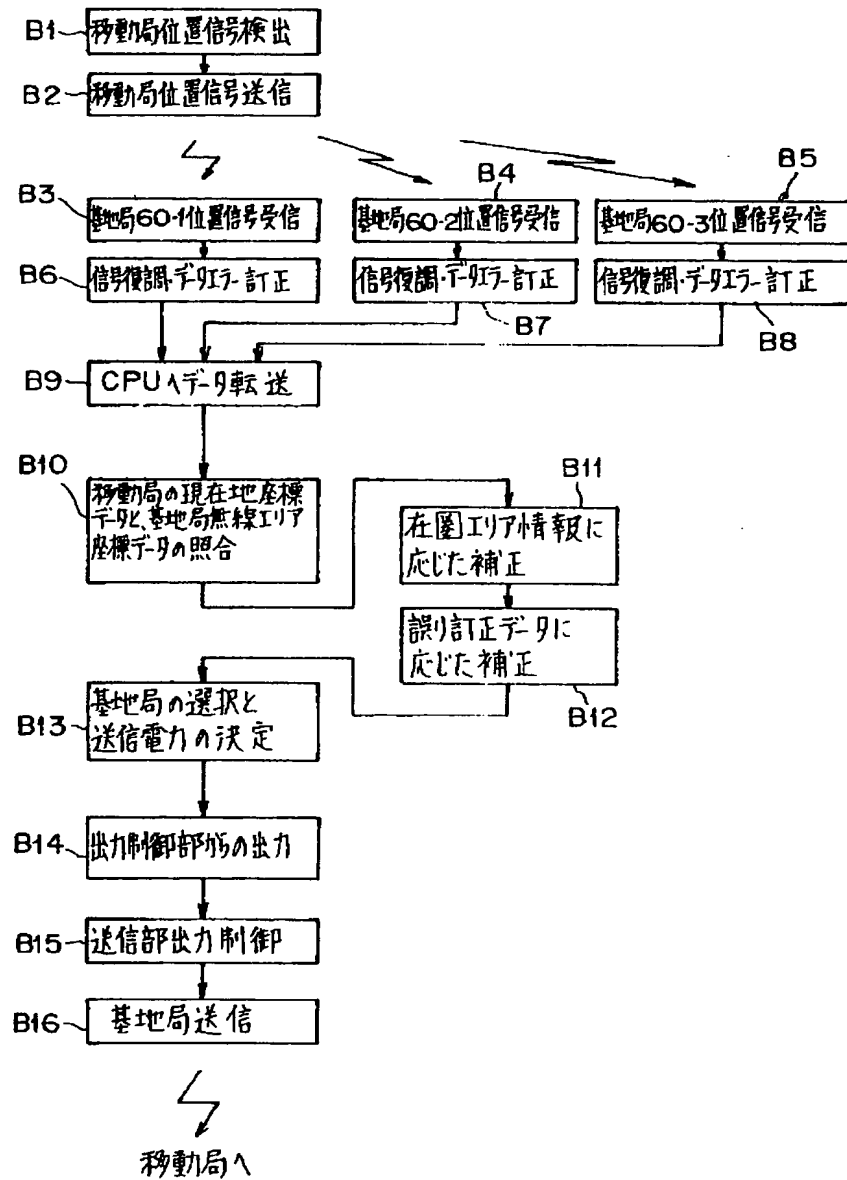 B1
移動局位置信号検出
B2
移動局位置信号送信
B3
基地局60-1位置信号受信
B4
基地局60-2位置信号受信
B5
基地局60-3位置信号受信
B6
信号復調・データエラー訂正
信号復調・データエラー訂正
B7
信号復調・データエラー訂正
B8
B9
CPUへデータ転送
B10
移動局の現在地座標
データと、基地局無線エリア
座標データの照合
B11
在圏エリア情報に
応じた補正
誤り訂正データに
応じた補正
B12
B13
基地局の選択と
送信電力の決定
B14
出力制御部からの出力
B15
送信部出力制御
B16
基地局送信
移動局へ